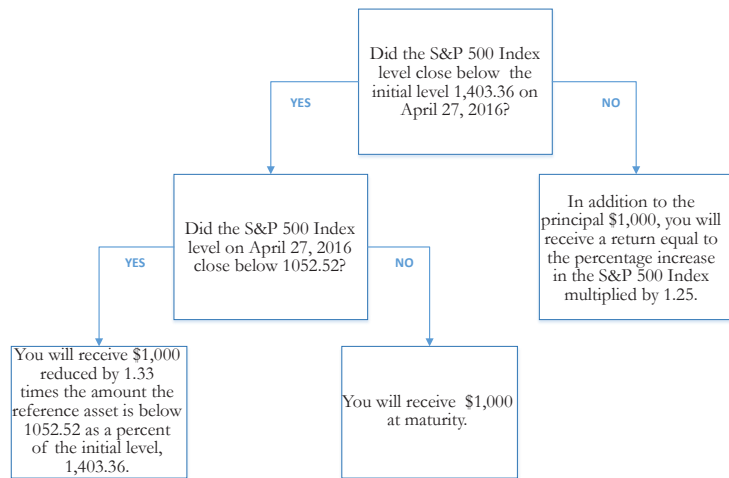 Did the S&P 500 Index
level close below the
initial level 1,403.36 on
April 27, 2016?
YES
NO
Did the S&P 500 Index
level on April 27, 2016
close below 1052.52?
In addition to the
principal $1,000, you will
receive a return equal to
the percentage increase
in the S&P 500 Index
multiplied by 1.25.
YES
NO
You will receive $1,000
reduced by 1.33
times the amount the
reference asset is below
1052.52 as a percent
of the initial level,
1,403.36.
You will receive $1,000
at maturity.